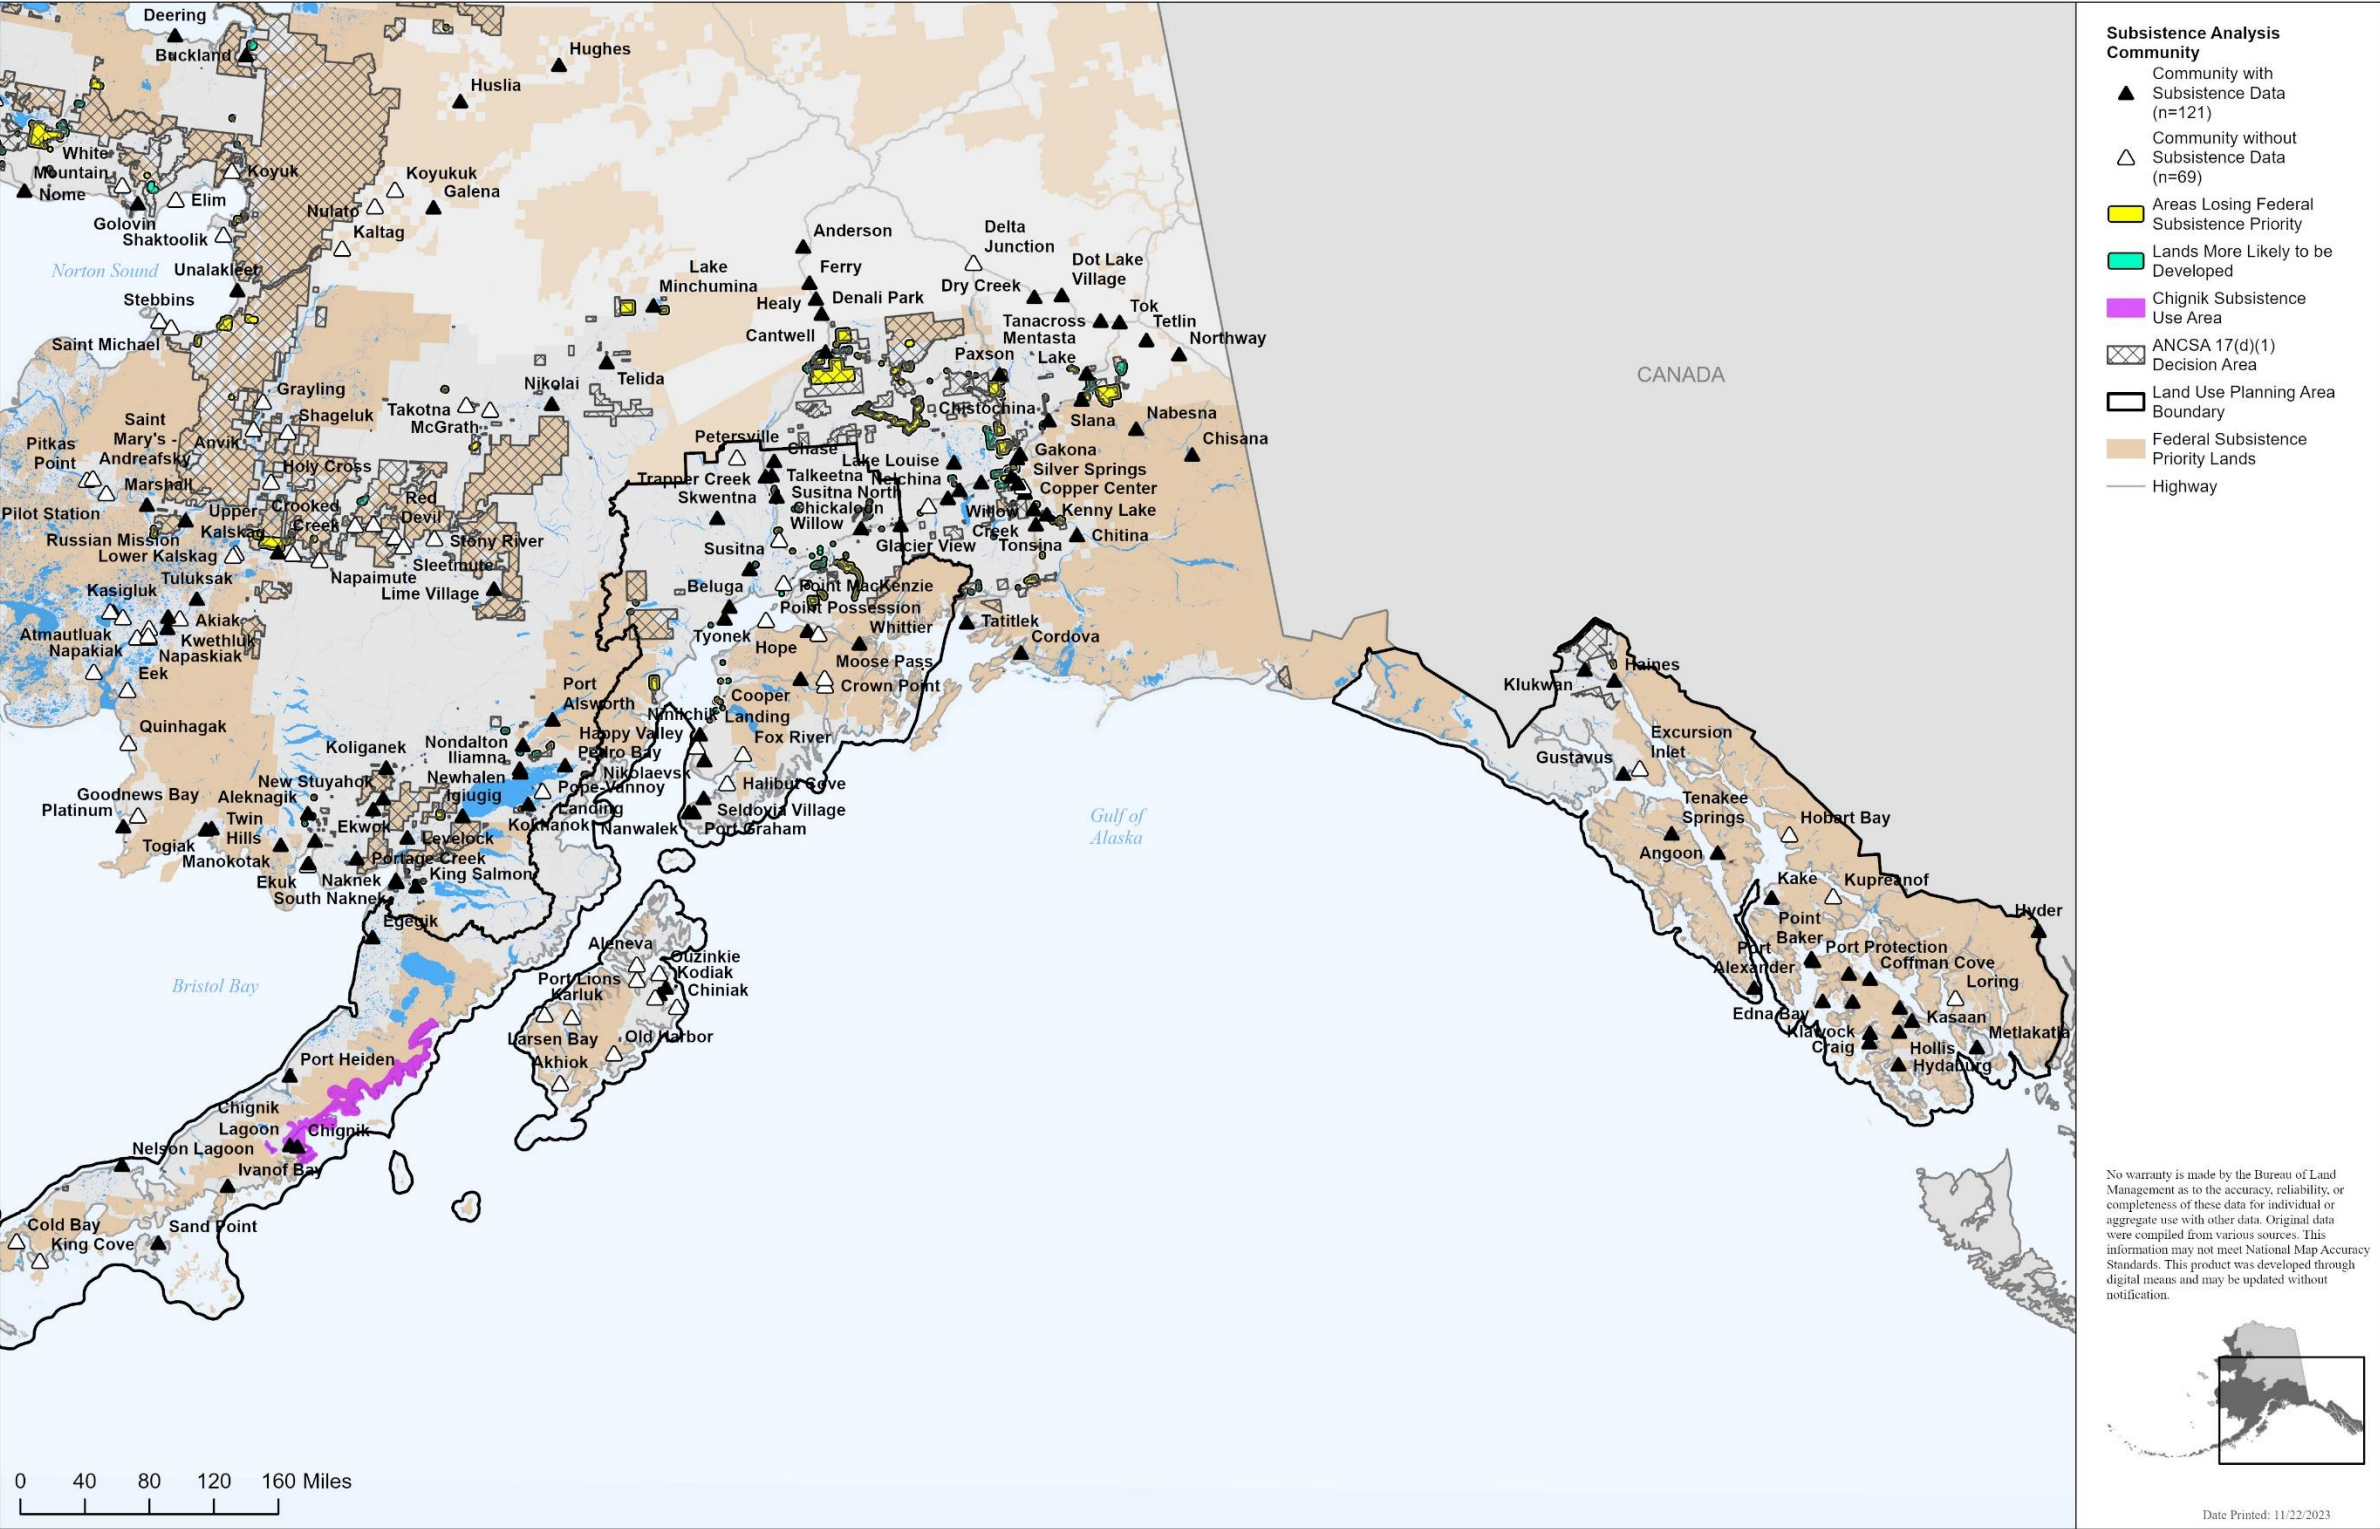 Deering
Buckland
Hughes
Huslia
White
Mountain
Nome
Koyuk
Koyukuk
Galena
Elim
Nulato
Golovin
Shaktoolik
Kaltag
Norton Sound
Unalakleet
Stebbins
Saint Michael
Anderson
Delta
Junction
Ferry
Lake
Minchumina
Dot Lake
Village
Dry Creek
Healy
Denali Park
Tok
Tanacross
Tetlin
Cantwell
Mentasta
Lake
Northway
Paxson
Nikolai
Telida
CANADA
Grayling
Shageluk
Takotna
McGrath
Chistochina
Slana
Nabesna
Chisana
Saint
Mary's -
Andreafsky
Pitkas
Point
Anvik
Holy Cross
Petersville
Chase
Lake Louise
Gakona
Silver Springs
Copper Center
Trapper Creek
Talkeetna
Nelchina
Skwentna
Susitna North
Chickaloon
Willow
Willow
Creek
Kenny Lake
Marshall
Red
Devil
Crooked
Creek
Upper
Kalskag
Pilot Station
Russian Mission
Lower Kalskag
Stony River
Susitna
Glacier View
Tonsina
Chitina
Tuluksak
Napaimute
Sleetmute
Lime Village
Kasigluk
Beluga
Point MacKenzie
Point Possession
Whittier
Akiak
Atmautluak
Napakiak
Kwethluk
Napaskiak
Tyonek
Hope
Tatitlek
Cordova
Eek
Moose Pass
Crown Point
Port
Alsworth
Cooper
Landing
Ninilchik
Quinhagak
Koliganek
Nondalton
Iliamna
Newhalen
Igiugig
Happy Valley
Pedro Bay
Nikolaevsk
Fox River
Pope-Vannoy
Landing
Halibut Cove
New Stuyahok
Goodnews Bay
Aleknagik
Platinum
Twin
Hills
Ekwok
Kokhanok
Nanwalek
Seldovia Village
Port Graham
Togiak
Levelock
Manokotak
Portage Creek
Ekuk
Naknek
King Salmon
South Naknek
Egegik
Gulf of
Alaska
Bristol Bay
Aleneva
Ouzinkie
Port Lions
Kodiak
Karluk
Chiniak
Larsen Bay
Old Harbor
Akhiok
Port Heiden
Chignik
Lagoon
Chignik
Nelson Lagoon
Ivanof Bay
Cold Bay
Sand Point
King Cove
Haines
Klukwan
Excursion
Inlet
Gustavus
Tenakee
Springs
Hobart Bay
Angoon
Kake
Kupreanof
Hyder
Point
Baker
Port
Alexander
Port Protection
Coffman Cove
Loring
Edna Bay
Kasaan
Klawock
Craig
Metlakatla
Hollis
Hydaburg
0 40 80 120 160 Miles
Subsistence Analysis
Community
Community with
Subsistence Data
(n=121)
Community without
Subsistence Data
(n=69)
Areas Losing Federal
Subsistence Priority
Lands More Likely to be
Developed
Chignik Subsistence
Use Area
ANCSA 17(d)(1)
Decision Area
Land Use Planning Area
Boundary
Federal Subsistence
Priority Lands
Highway
No warranty is made by the Bureau of Land
Management as to the accuracy, reliability, or
completeness of these data for individual or
aggregate use with other data. Original data
were compiled from various sources. This
information may not meet National Map Accuracy
Standards. This product was developed through
digital means and may be updated without
notification.
Date Printed: 11/22/2023